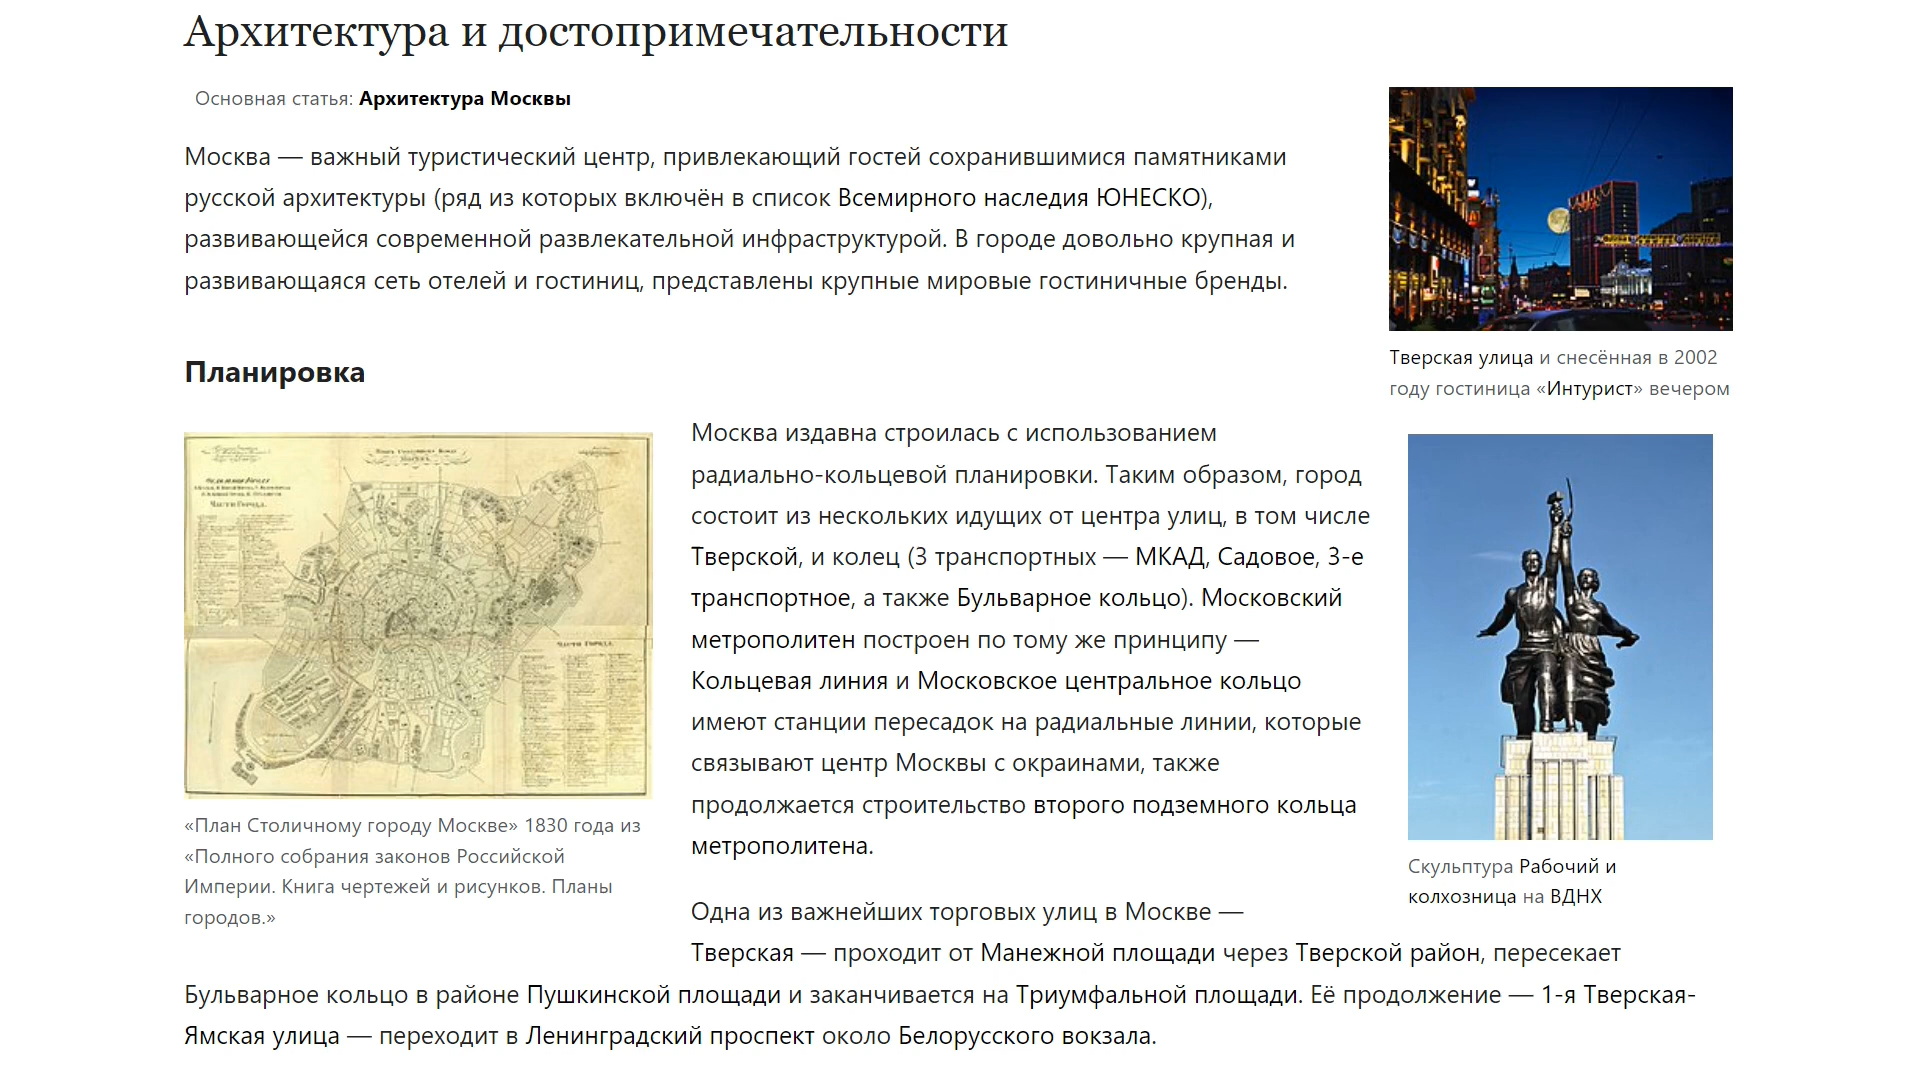 Архитектура и достопримечательности
Основная статья: Архитектура Москвы
Москва — важный туристический центр, привлекающий гостей сохранившимися памятниками
русской архитектуры (ряд из которых включён в список Всемирного наследия ЮНЕСКО),
развивающейся современной развлекательной инфраструктурой. В городе довольно крупная и
развивающаяся сеть отелей и гостиниц, представлены крупные мировые гостиничные бренды.
Тверская улица и снесённая в 2002
году гостиница «Интурист» вечером
Планировка
Части Города.
Части Города.
«План Столичному городу Москве» 1830 года из
«Полного собрания законов Российской
Империи. Книга чертежей и рисунков. Планы
городов.»
Москва издавна строилась с использованием
радиально-кольцевой планировки. Таким образом, город
состоит из нескольких идущих от центра улиц, в том числе
Тверской, и колец (3 транспортных — МКАД, Садовое, 3-е
транспортное, а также Бульварное кольцо). Московский
метрополитен построен по тому же принципу —
Кольцевая линия и Московское центральное кольцо
имеют станции пересадок на радиальные линии, которые
связывают центр Москвы с окраинами, также
продолжается строительство второго подземного кольца
метрополитена.
Скульптура Рабочий и
колхозница на ВДНХ
Одна из важнейших торговых улиц в Москве —
Тверская — проходит от Манежной площади через Тверской район, пересекает
Бульварное кольцо в районе Пушкинской площади и заканчивается на Триумфальной площади. Её продолжение — 1-я Тверская-
Ямская улица — переходит в Ленинградский проспект около Белорусского вокзала.